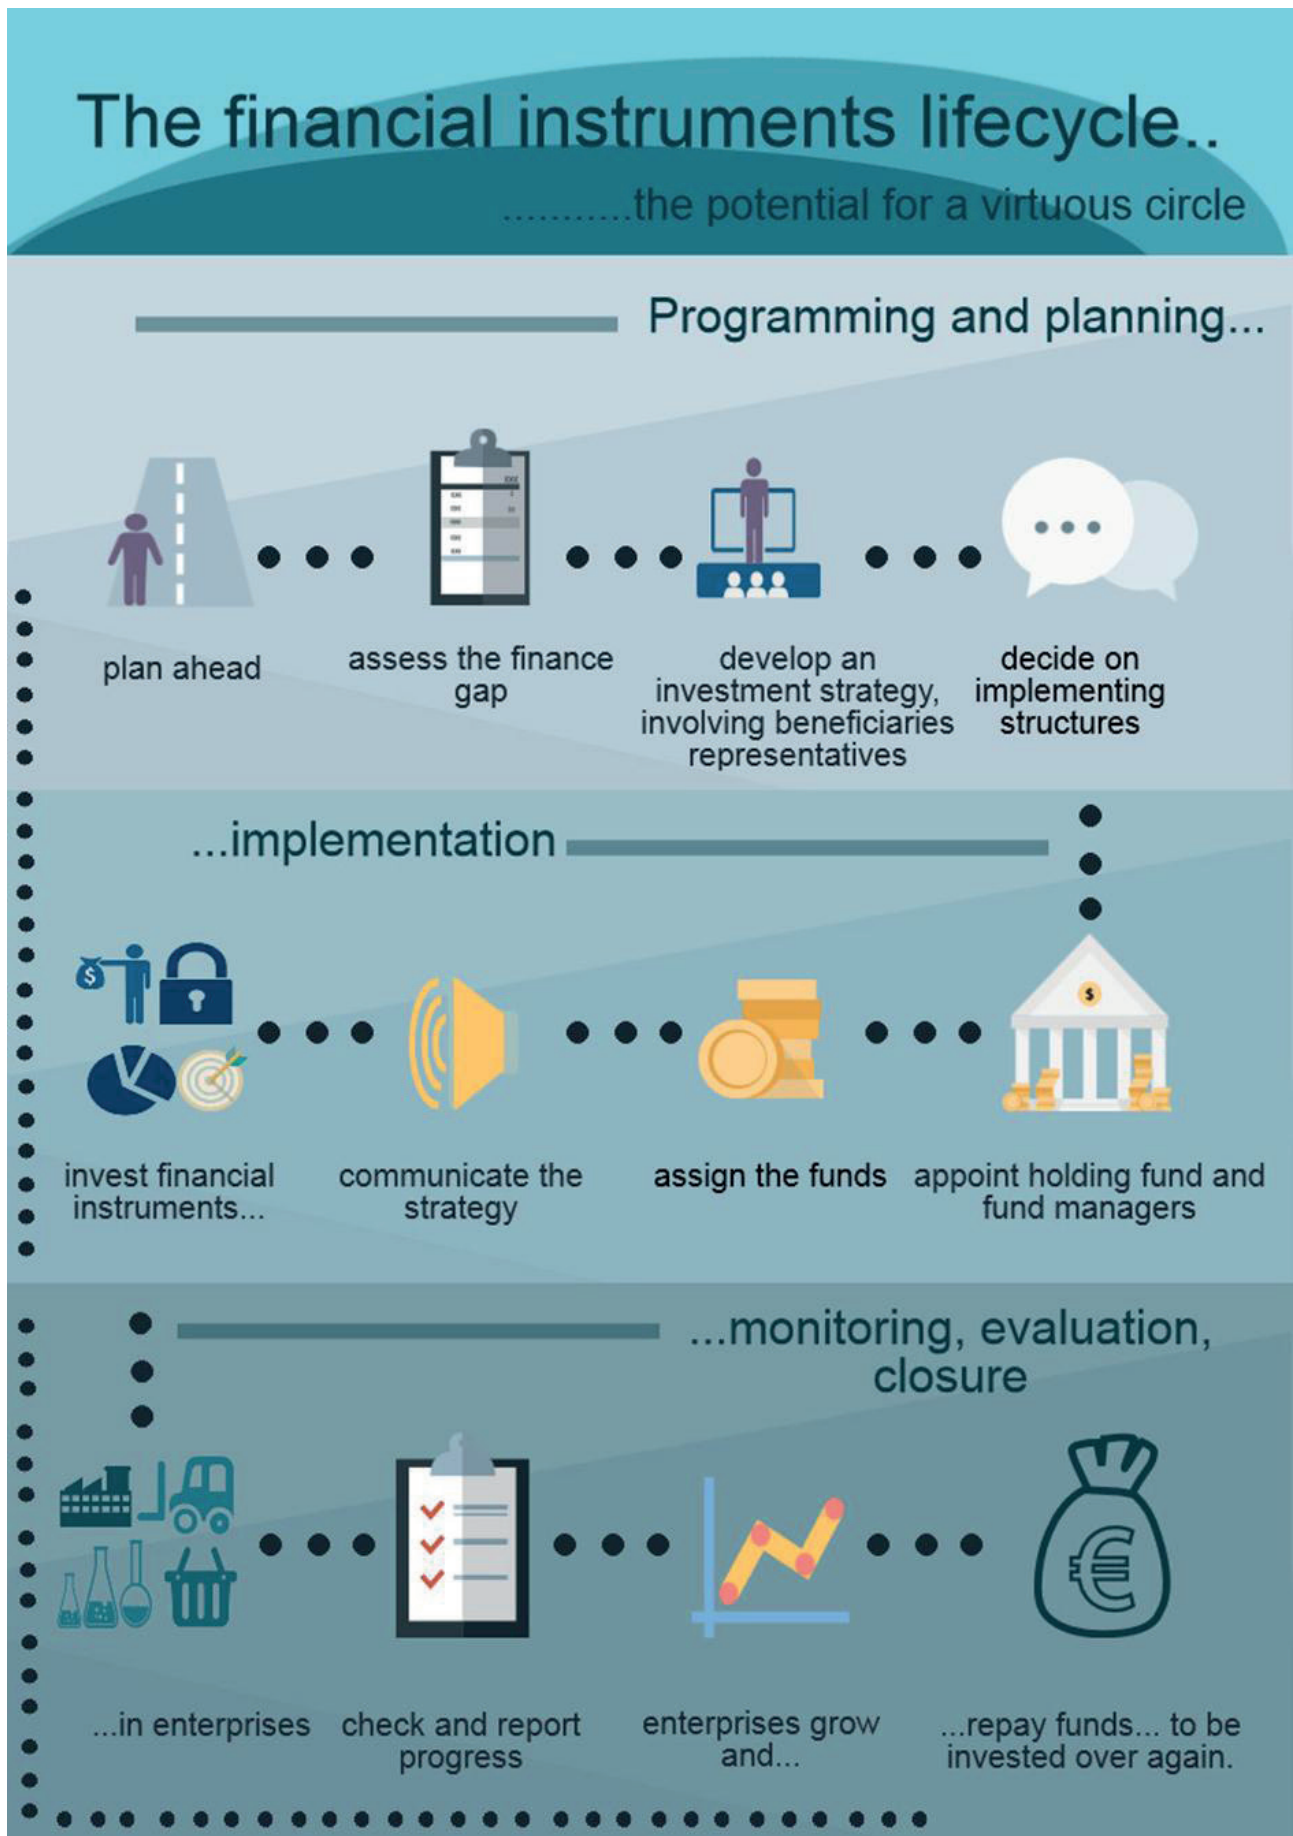 The financial instruments lifecycle..
...........the potential for a virtuous circle
Programming and planning...
plan ahead
assess the finance
gap
develop an
investment strategy,
involving beneficiaries
representatives
decide on
implementing
structures
...implementation
$
$
invest financial
instruments...
communicate the
strategy
assign the funds
appoint holding fund and
fund managers
...monitoring, evaluation,
closure
€
...in enterprises
check and report
progress
enterprises grow
and...
...repay funds... to be
invested over again.